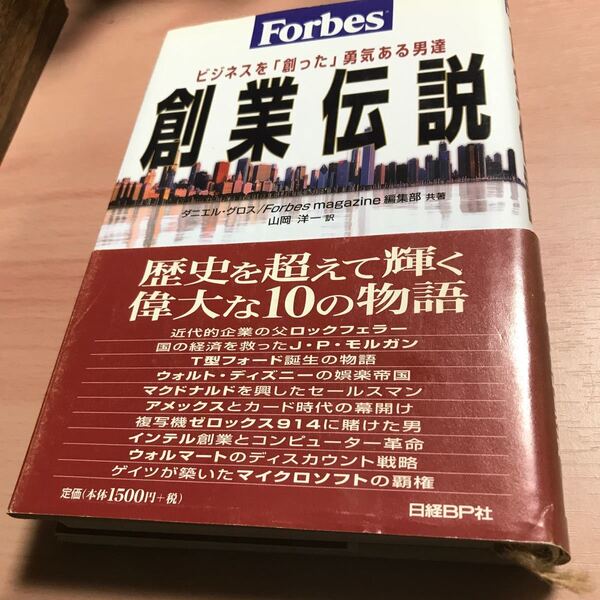 Forbes
ビジネスを「創った」勇気ある男達
創業伝説
ダニエル・グロス/Forbes magazine 編集部 共著
山岡 洋一 訳
歴史を超えて輝く
偉大な10の物語
近代的企業の父ロックフェラー
国の経済を救ったJ・P・モルガン
T型フォード誕生の物語
ウォルト・ディズニーの娯楽帝国
マクドナルドを興したセールスマン
アメックスとカード時代の幕開け
複写機ゼロックス914に賭けた男
インテル創業とコンピューター革命
ウォルマートのディスカウント戦略
ゲイツが築いたマイクロソフトの覇権
定価(本体1500円+税)
日経BP社